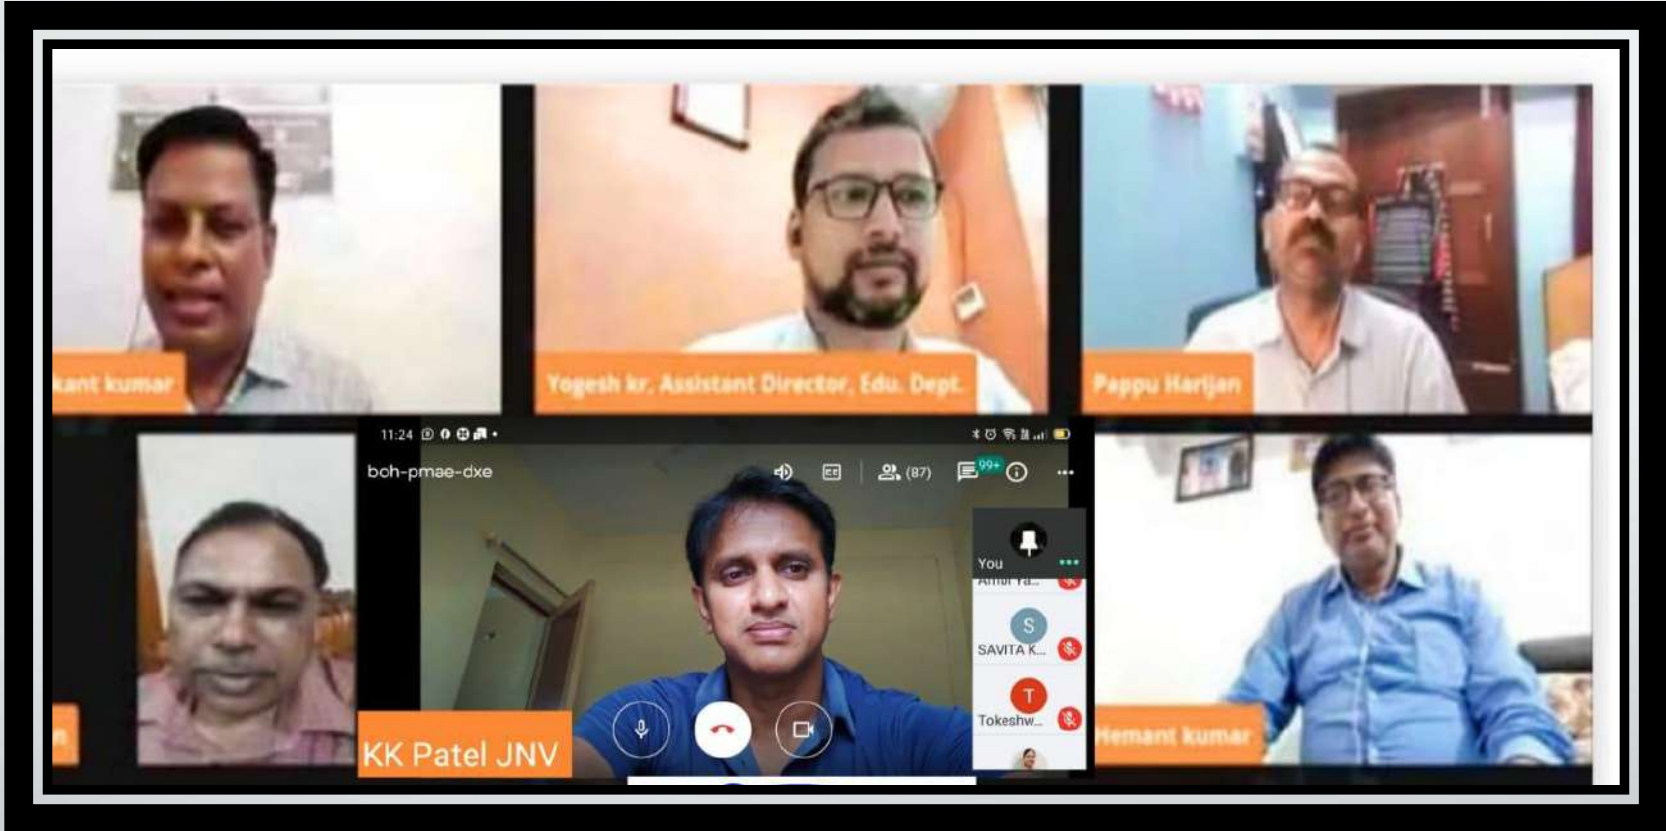 kant kumar
Yogesh kr. Assistant Director, Edu. Dept.
Pappu Harijan
11:24
boh-pmae-dxe
CC
(87)
99+
You
S
SAVITA K...
T
Tokeshw...
KK Patel JNV
Hemant kumar